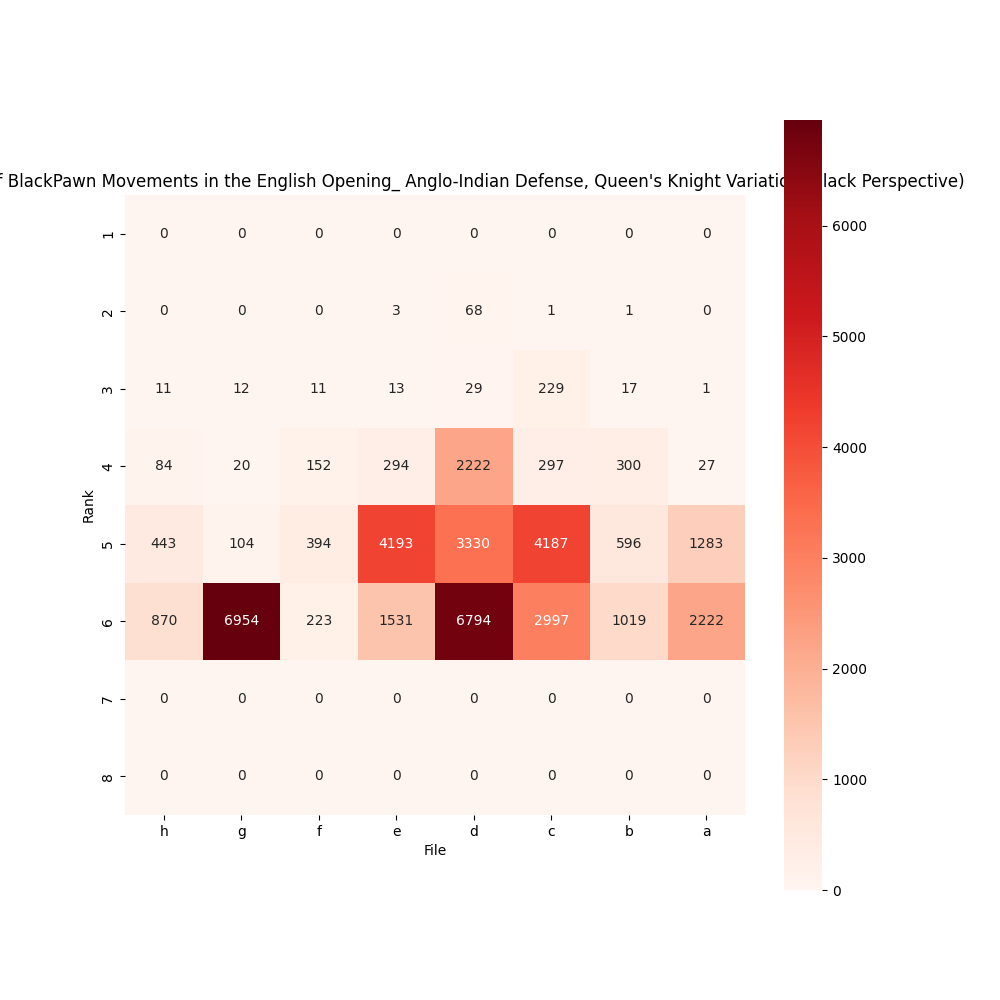 f BlackPawn Movements in the English Opening_ Anglo-Indian Defense, Queen's Knight Variatio lack Perspective)
6000
1 0 0 0 0 0 0 0 0
2 0 0 0 3 68 1 1 0
5000
3 11 12 11 13 29 229 17 1
4000
4 84 20 152 294 2222 297 300 27
Rank
5 443 104 394 4193 3330 4187 596 1283
3000
6 870 6954 223 1531 6794 2997 1019 2222
2000
7 0 0 0 0 0 0 0 0
1000
8 0 0 0 0 0 0 0 0
h g f e d c b a
File
0